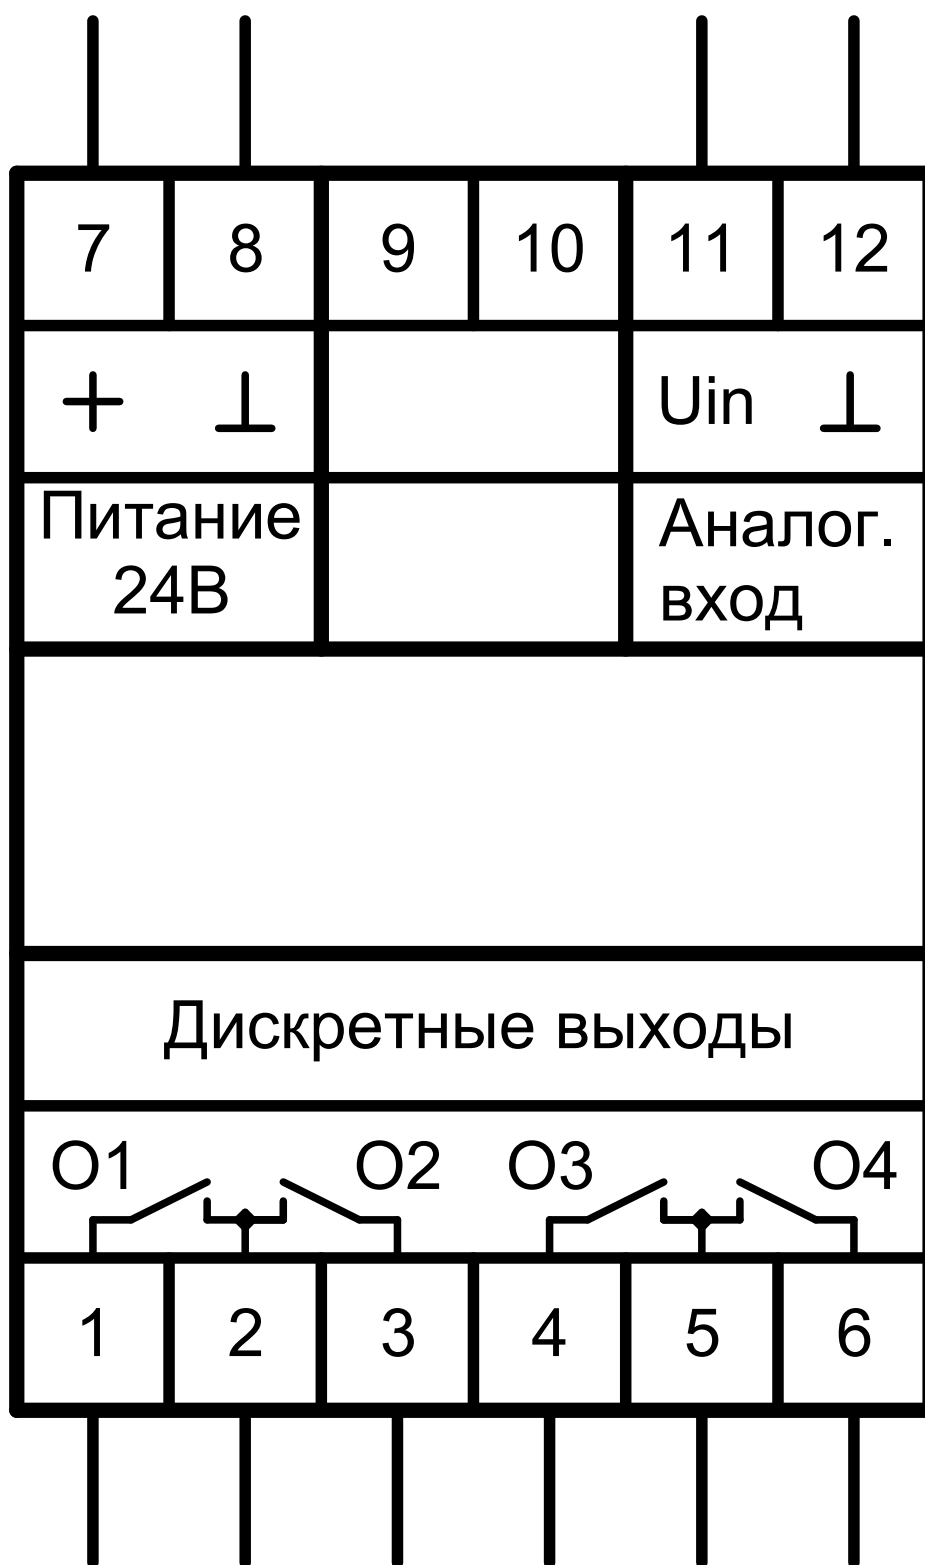 7 8 9 10 11 12
+ ⊥ Uin ⊥
Питание
24В
Аналог.
вход
Дискретные выходы
O1 O2 O3 O4
1 2 3 4 5 6